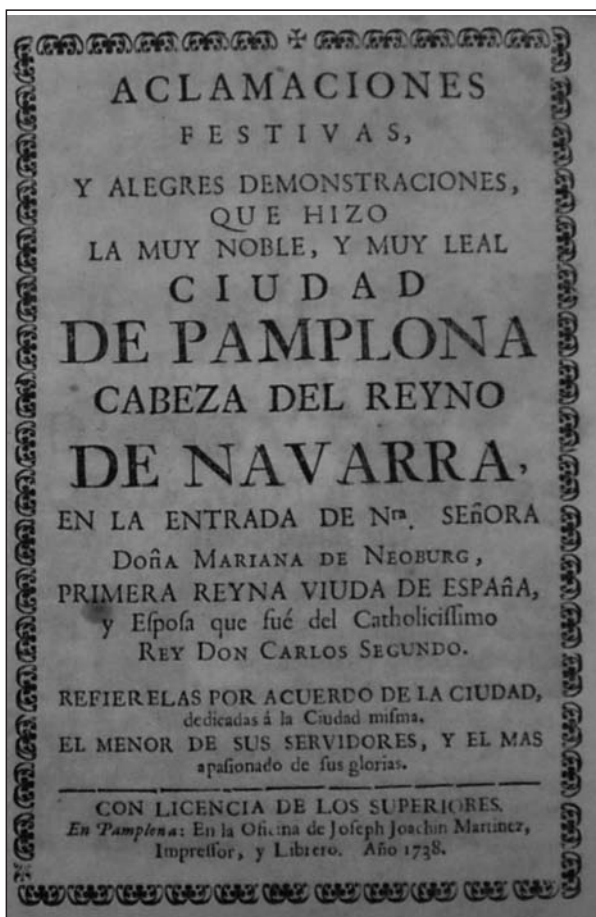 ACLAMACIONES
FESTIVAS,
Y ALEGRES DEMONSTRACIONES,
QUE HIZO
LA MUY NOBLE, Y MUY LEAL
CIUDAD
DE PAMPLONA
CABEZA DEL REYNO
DE NAVARRA,
EN LA ENTRADA DE Nra. SEñORA
Doña MARIANA DE NEOBURG,
PRIMERA REYNA VIUDA DE ESPAñA,
y Eſpoſa que fué del Catholiciſſimo
REY DON CARLOS SEGUNDO.
REFIERELAS POR ACUERDO DE LA CIUDAD,
dedicadas á la Ciudad miſma.
EL MENOR DE SUS SERVIDORES, Y EL MAS
apaſionado de ſus glorias.
CON LICENCIA DE LOS SUPERIORES.
En Pamplona: En la Oficina de Joſeph Joachin Martinez,
Impreſſor, y Librero. Año 1738.